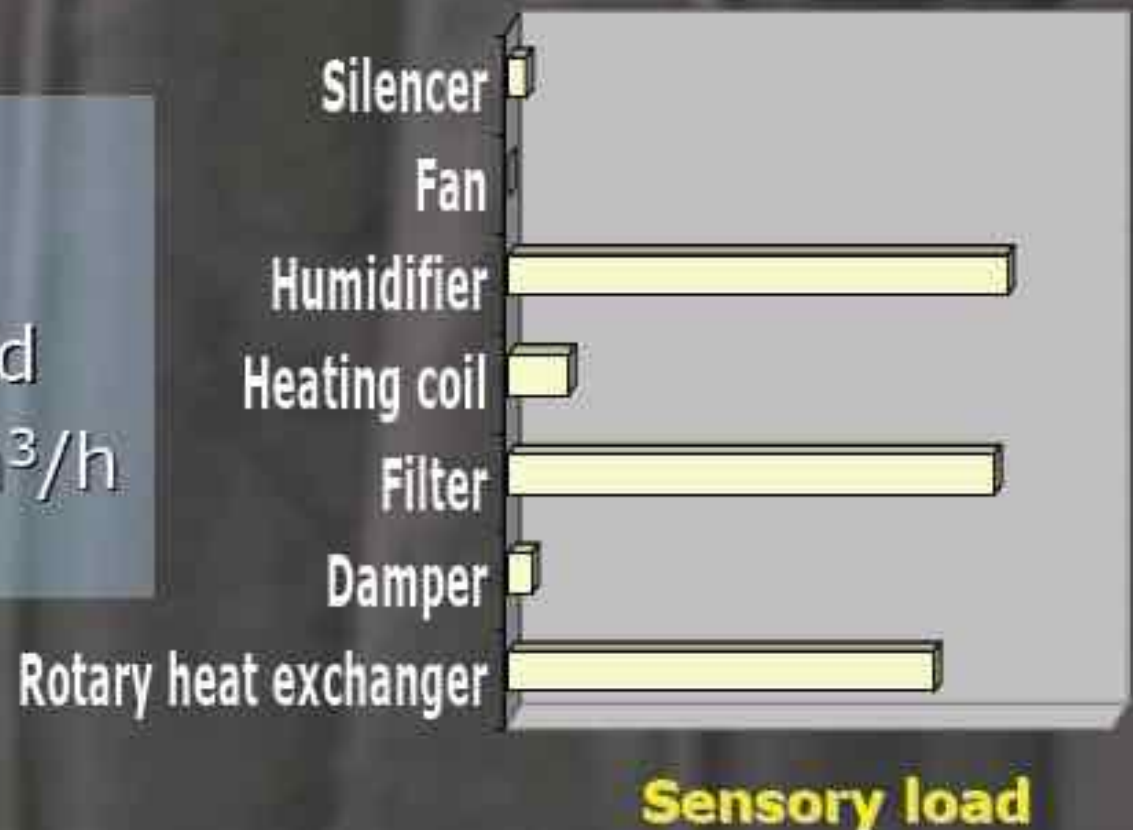 Silencer
Fan
Humidifier
d
Heating coil
³/h
Filter
Damper
Rotary heat exchanger
Sensory load